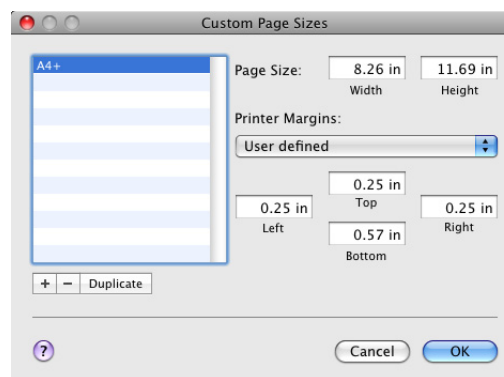 Custom Page Sizes
A4+
Page Size:
8.26 in
11.69 in
Width
Height
Printer Margins:
User defined
0.25 in
Top
0.25 in
Left
0.25 in
Right
0.57 in
Bottom
+ − Duplicate
?
Cancel
OK